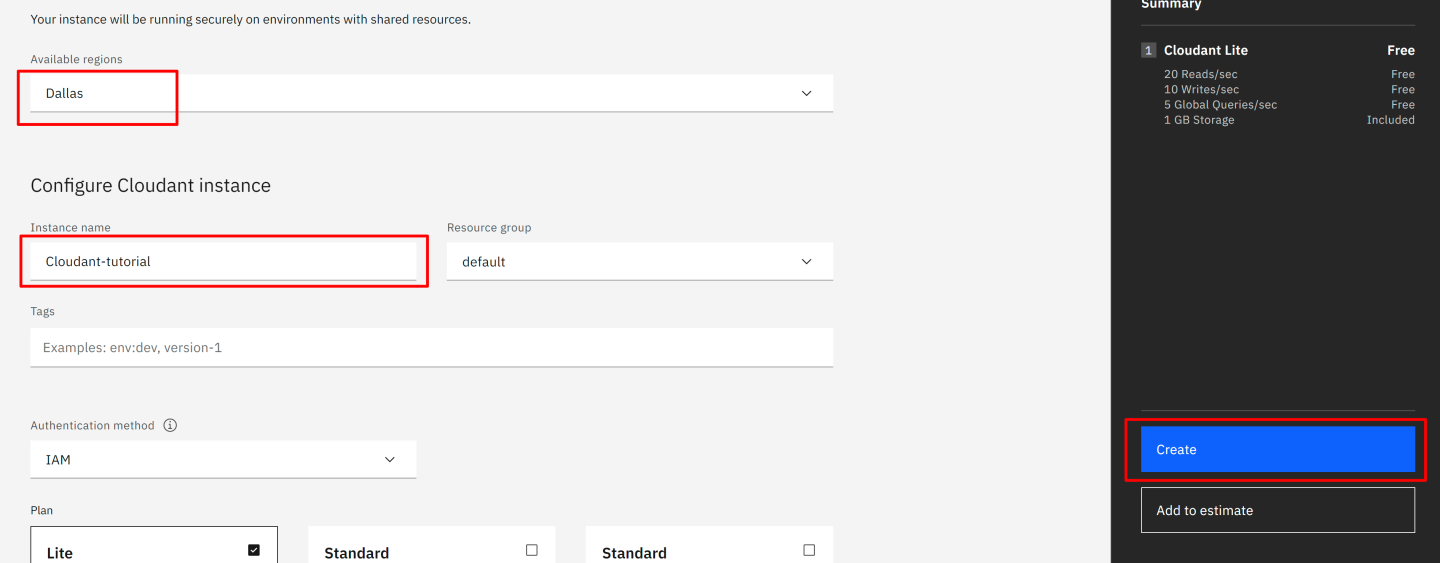 Your instance will be running securely on environments with shared resources.
Available regions
Dallas
Configure Cloudant instance
Instance name
Resource group
Cloudant-tutorial
default
Tags
Examples: env:dev, version-1
Authentication method
IAM
Plan
Lite
Standard
Standard
Summary
1 Cloudant Lite Free
20 Reads/sec Free
10 Writes/sec Free
5 Global Queries/sec Free
1 GB Storage Included
Create
Add to estimate